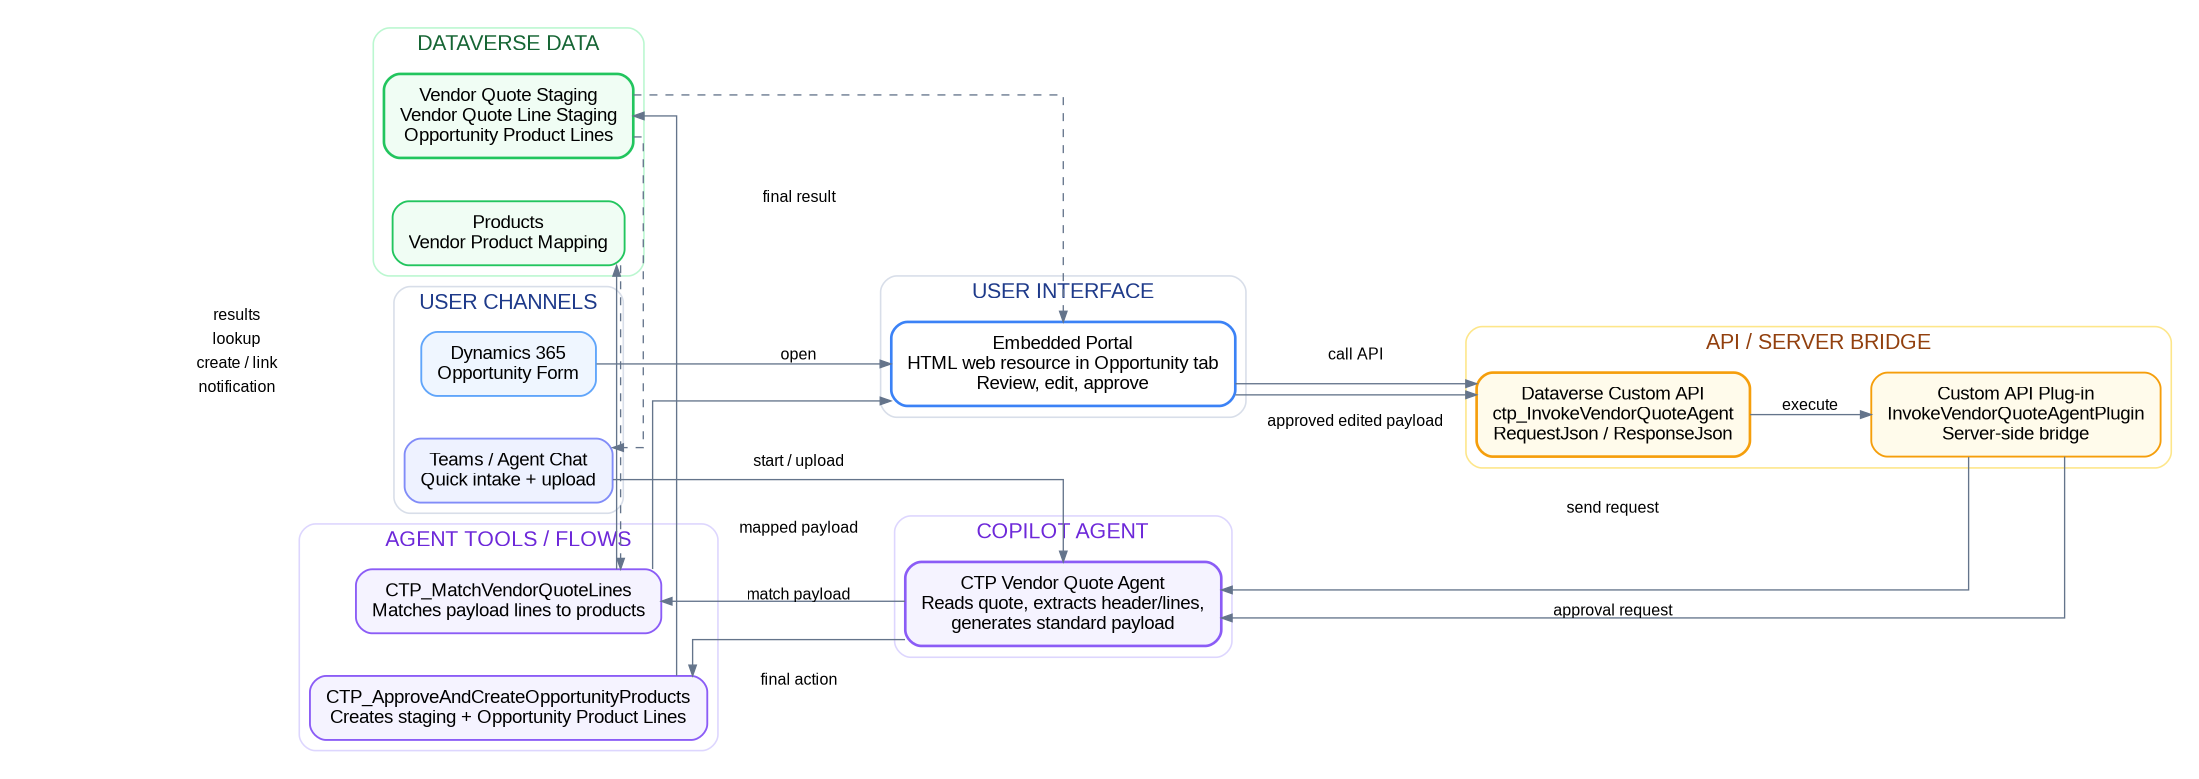 DATAVERSE DATA
Vendor Quote Staging
Vendor Quote Line Staging
Opportunity Product Lines
final result
Products
Vendor Product Mapping
USER CHANNELS
Dynamics 365
Opportunity Form
Teams / Agent Chat
Quick intake + upload
results
lookup
create / link
notification
open
start / upload
USER INTERFACE
Embedded Portal
HTML web resource in Opportunity tab
Review, edit, approve
call API
approved edited payload
API / SERVER BRIDGE
Dataverse Custom API
ctp_InvokeVendorQuoteAgent
RequestJson / ResponseJson
execute
Custom API Plug-in
InvokeVendorQuoteAgentPlugin
Server-side bridge
send request
approval request
AGENT TOOLS / FLOWS
CTP_MatchVendorQuoteLines
Matches payload lines to products
CTP_ApproveAndCreateOpportunityProducts
Creates staging + Opportunity Product Lines
mapped payload
match payload
final action
COPILOT AGENT
CTP Vendor Quote Agent
Reads quote, extracts header/lines,
generates standard payload